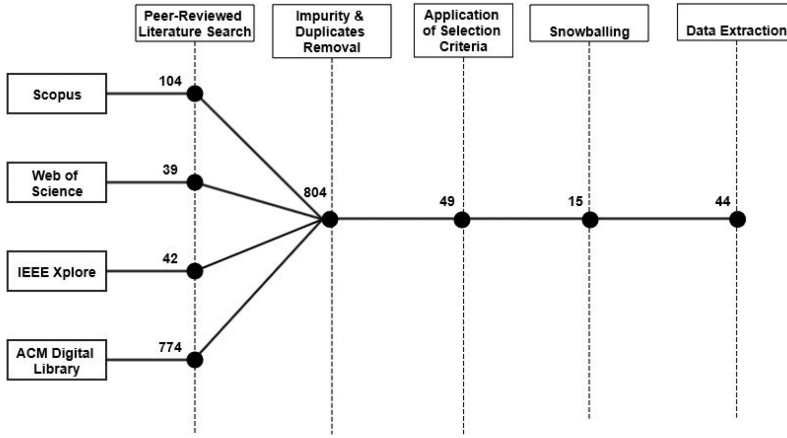 Peer-Reviewed
Literature Search
Impurity &
Duplicates
Removal
Application
of Selection
Criteria
Snowballing
Data Extraction
Scopus
104
Web of
Science
39
804
49
15
44
IEEE Xplore
42
ACM Digital
Library
774